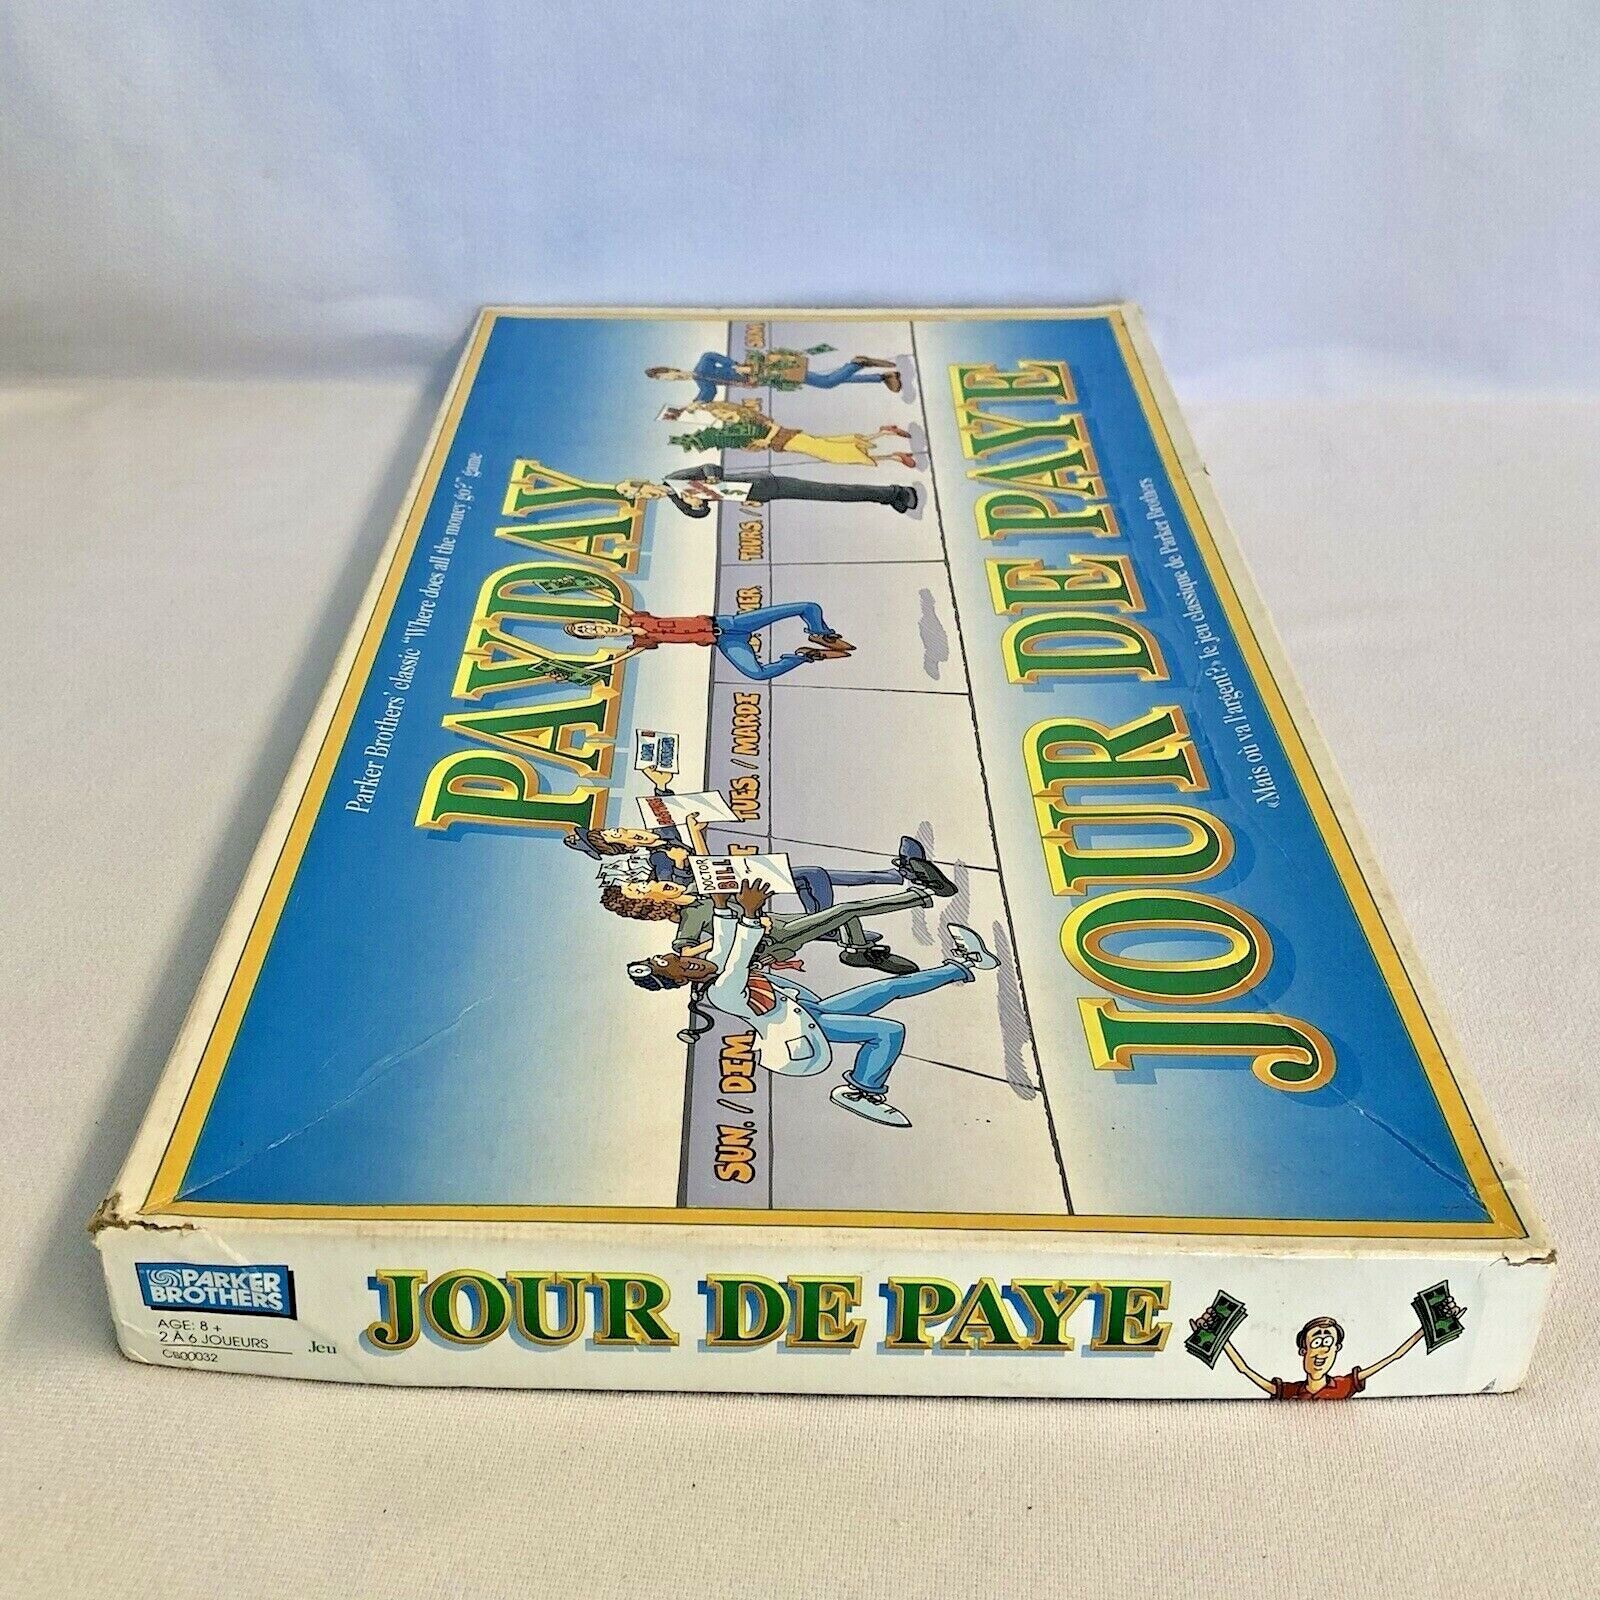 Parker Brothers' classic "Where does all the money go?" game
PAYDAY
SUN. / DIM.
TUES. / MARDI
THURS. /
SAM.
DOCTOR
BILL
JOUR DE PAYE
«Mais où va l'argent?» le jeu classique de Parker Brothers
PARKER
BROTHERS
AGE: 8 +
2 À 6 JOUEURS
CB00032
Jeu
JOUR DE PAYE